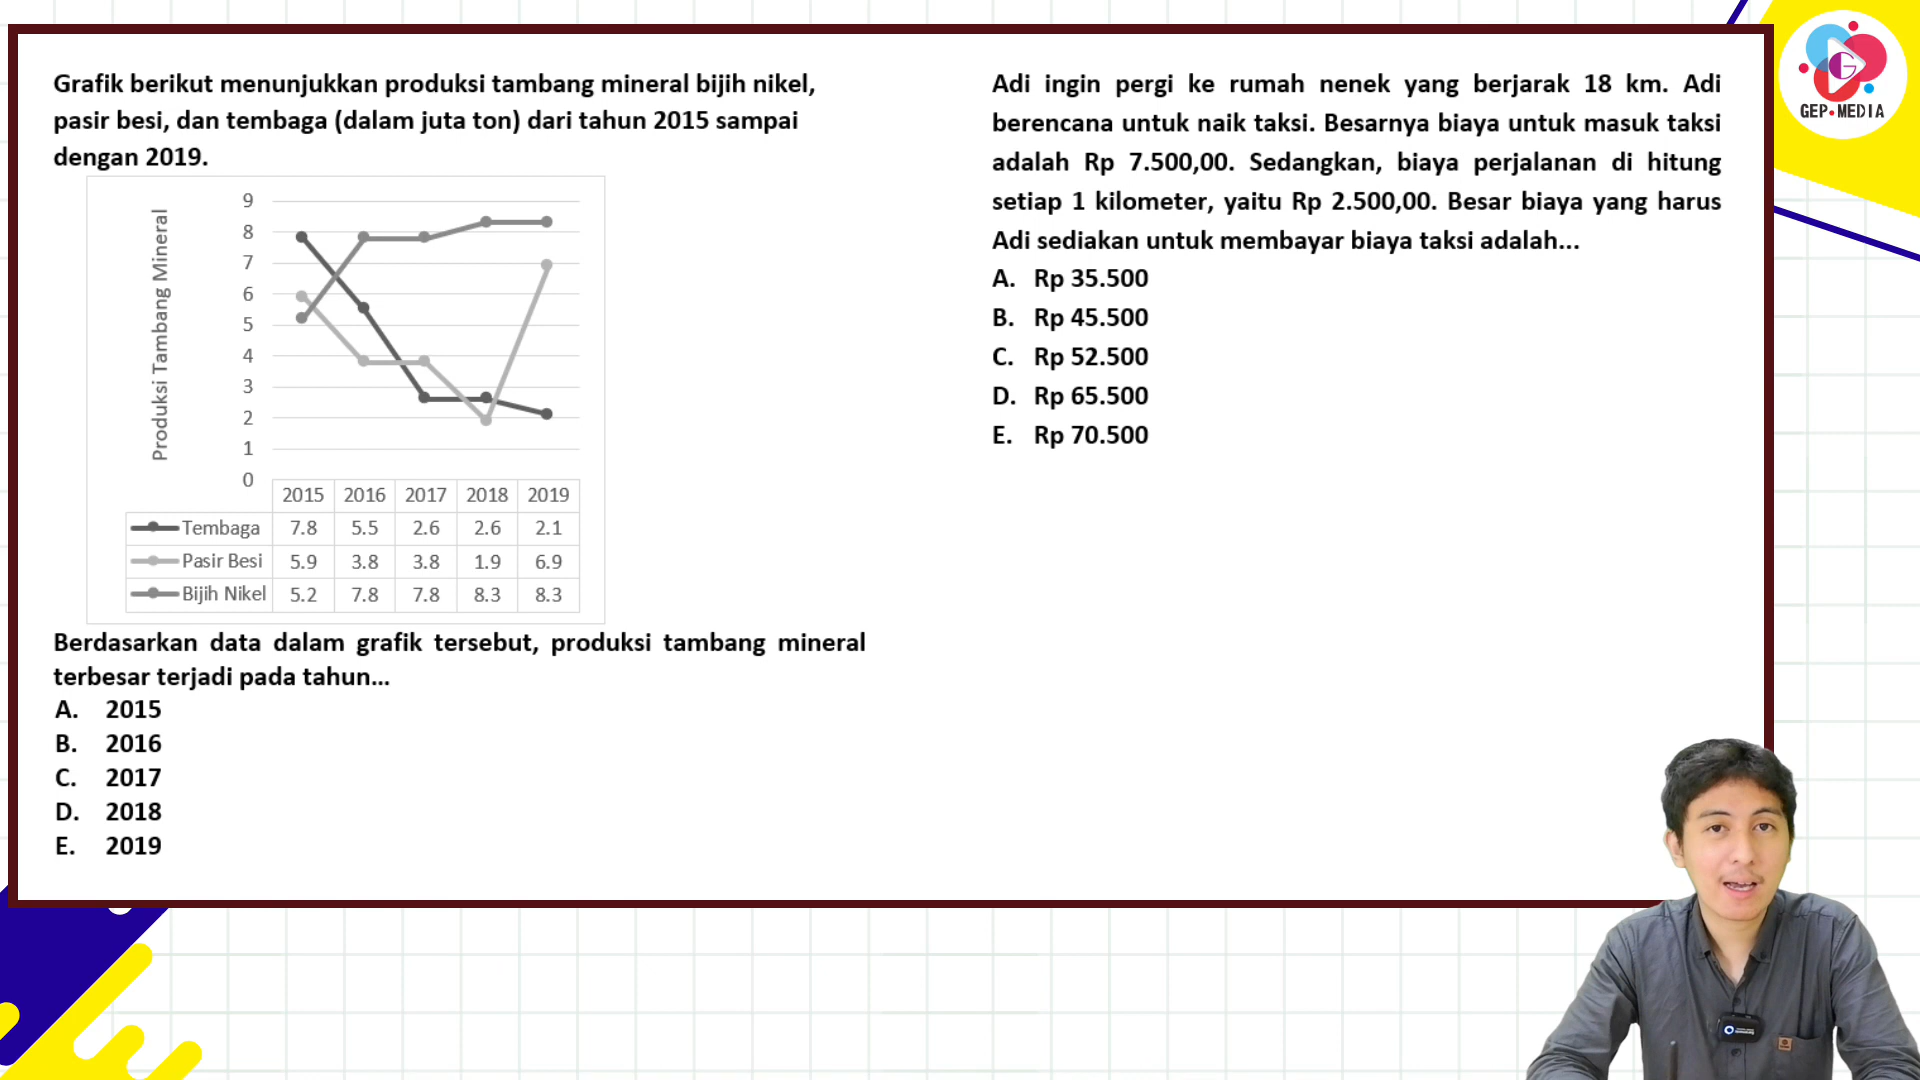 Grafik berikut menunjukkan produksi tambang mineral bijih nikel,
pasir besi, dan tembaga (dalam juta ton) dari tahun 2015 sampai
dengan 2019.
Produksi Tambang Mineral
9
8
7
6
5
4
3
2
1
0
2015 2016 2017 2018 2019
Tembaga 7.8 5.5 2.6 2.6 2.1
Pasir Besi 5.9 3.8 3.8 1.9 6.9
Bijih Nikel 5.2 7.8 7.8 8.3 8.3
Berdasarkan data dalam grafik tersebut, produksi tambang mineral
terbesar terjadi pada tahun...
A. 2015
B. 2016
C. 2017
D. 2018
E. 2019
Adi ingin pergi ke rumah nenek yang berjarak 18 km. Adi
berencana untuk naik taksi. Besarnya biaya untuk masuk taksi
adalah Rp 7.500,00. Sedangkan, biaya perjalanan di hitung
setiap 1 kilometer, yaitu Rp 2.500,00. Besar biaya yang harus
Adi sediakan untuk membayar biaya taksi adalah...
A. Rp 35.500
B. Rp 45.500
C. Rp 52.500
D. Rp 65.500
E. Rp 70.500
G
GEP•MEDIA